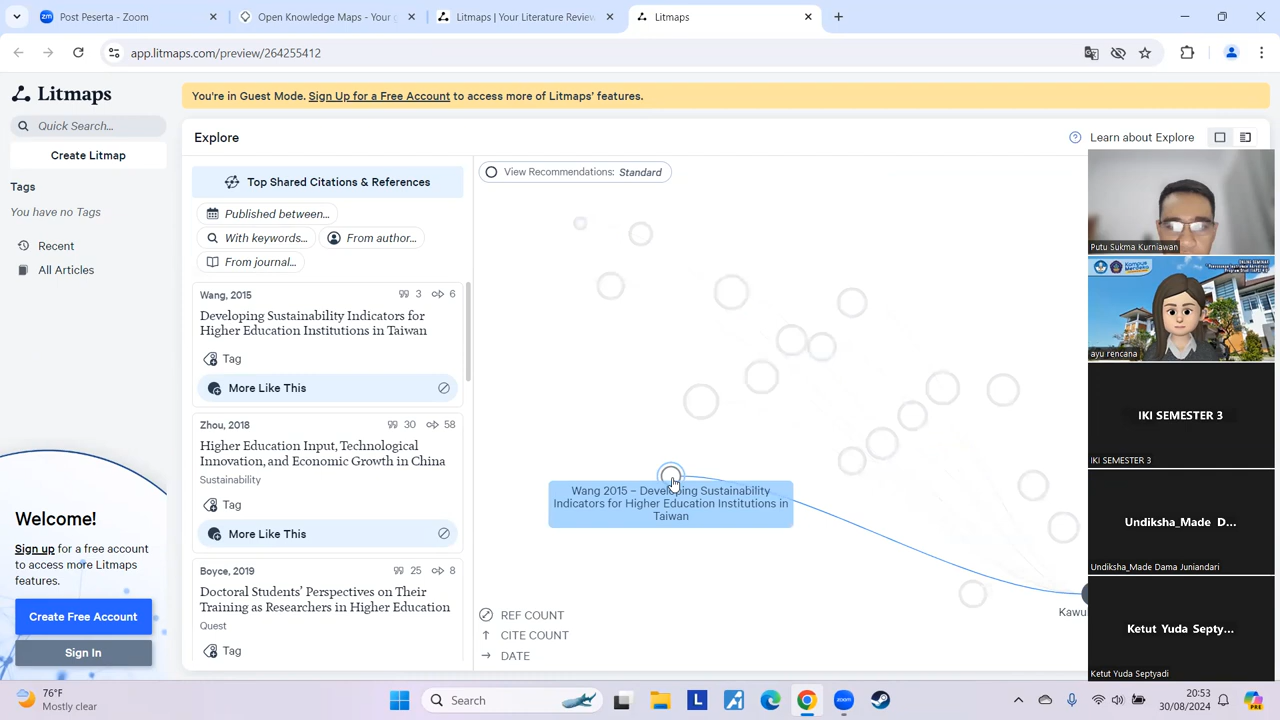 Post Peserta - Zoom
Open Knowledge Maps - Your g
Litmaps | Your Literature Revie
Litmaps
app.litmaps.com/preview/264255412
Litmaps
Quick Search...
Create Litmap
Tags
You have no Tags
Recent
All Articles
Welcome!
Sign up for a free account
to access more Litmaps
features.
Create Free Account
Sign In
You're in Guest Mode. Sign Up for a Free Account to access more of Litmaps' features.
Explore
Learn about Explore
Top Shared Citations & References
Published between...
With keywords...
From author...
From journal...
Wang, 2015
3
6
Developing Sustainability Indicators for
Higher Education Institutions in Taiwan
Tag
More Like This
Zhou, 2018
30
58
Higher Education Input, Technological
Innovation, and Economic Growth in China
Sustainability
Tag
More Like This
Boyce, 2019
25
8
Doctoral Students' Perspectives on Their
Training as Researchers in Higher Education
Quest
Tag
View Recommendations: Standard
Wang 2015 – Developing Sustainability
Indicators for Higher Education Institutions in
Taiwan
Kawu
REF COUNT
CITE COUNT
DATE
Putu Sukma Kurniawan
Kampus
Merdeka
ONLINE SEMINAR
ayu rencana
IKI SEMESTER 3
IKI SEMESTER 3
Undiksha_Made D...
Undiksha_Made Dama Juniandari
Ketut Yuda Septy...
Ketut Yuda Septyadi
76°F
Mostly clear
Search
L
20:53
30/08/2024
PRE